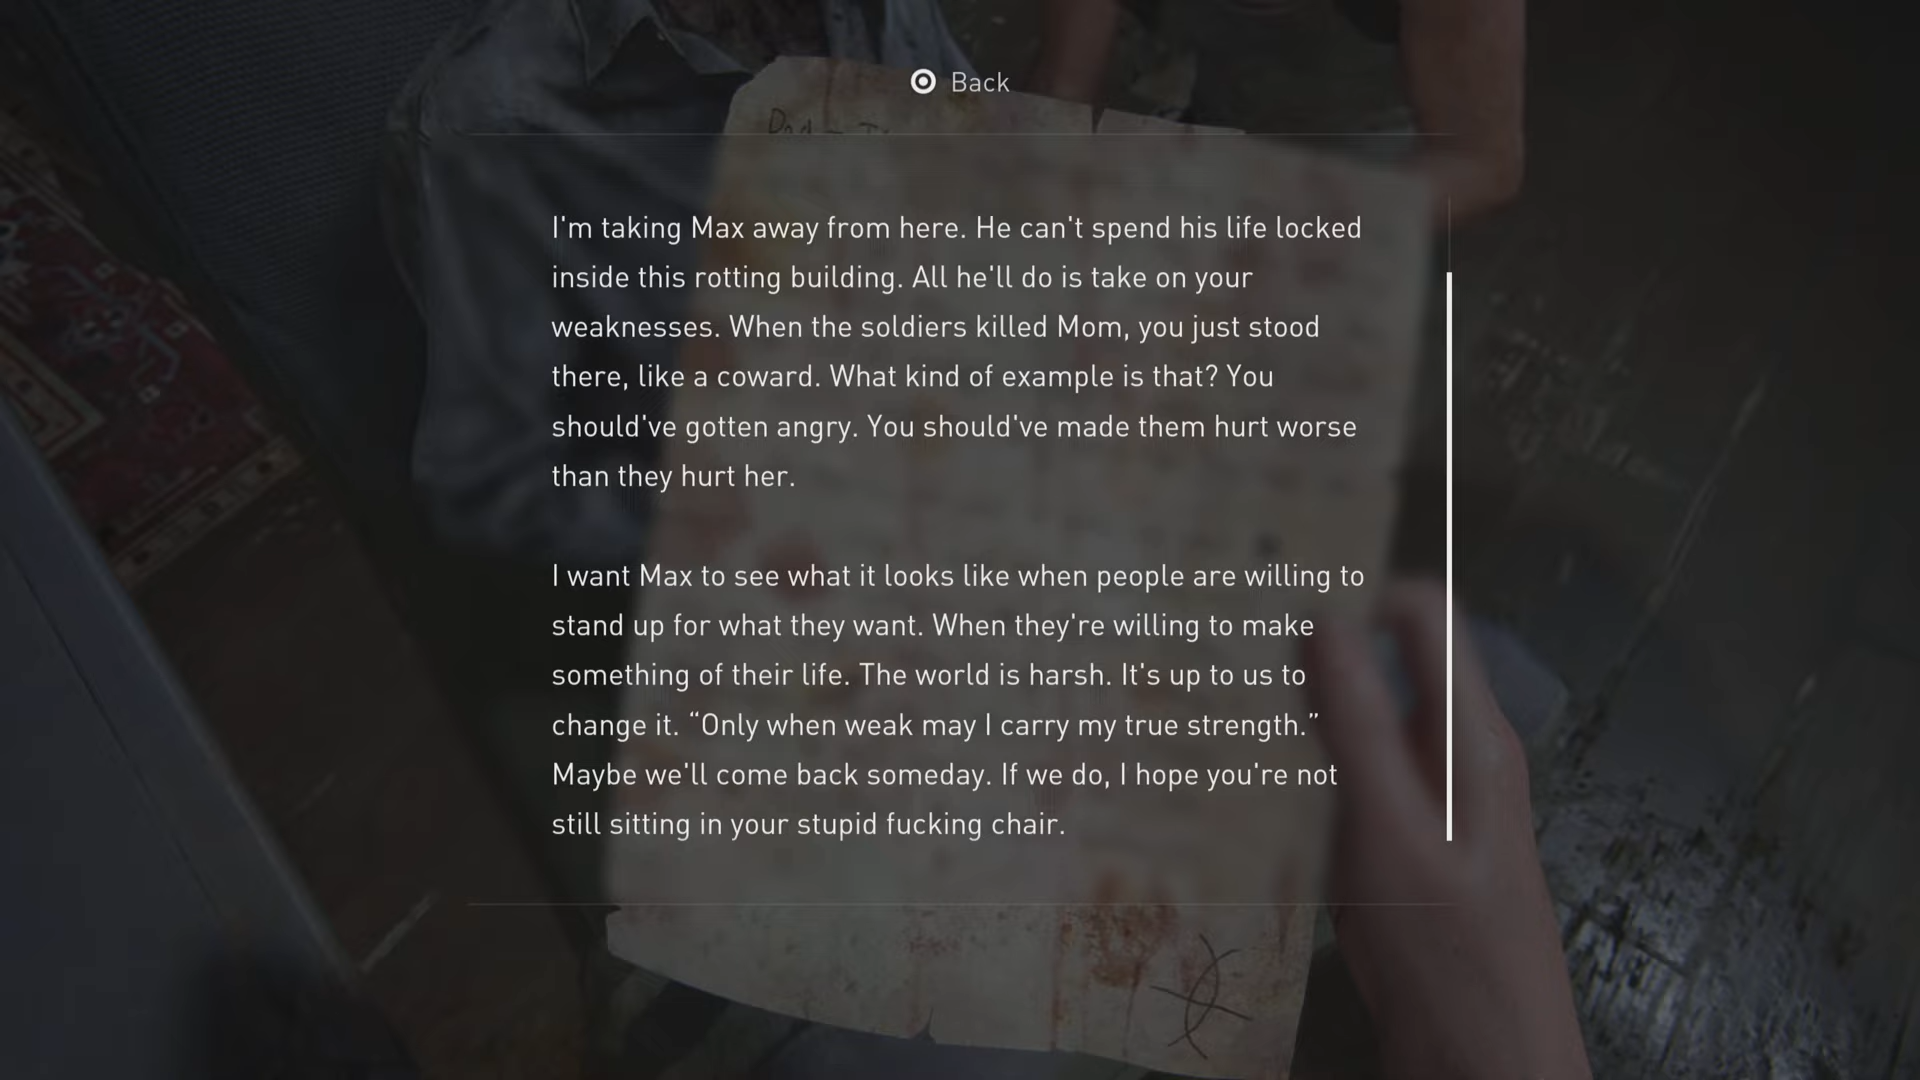 Back
I'm taking Max away from here. He can't spend his life locked
inside this rotting building. All he'll do is take on your
weaknesses. When the soldiers killed Mom, you just stood
there, like a coward. What kind of example is that? You
should've gotten angry. You should've made them hurt worse
than they hurt her.
I want Max to see what it looks like when people are willing to
stand up for what they want. When they're willing to make
something of their life. The world is harsh. It's up to us to
change it. “Only when weak may I carry my true strength.”
Maybe we'll come back someday. If we do, I hope you're not
still sitting in your stupid fucking chair.